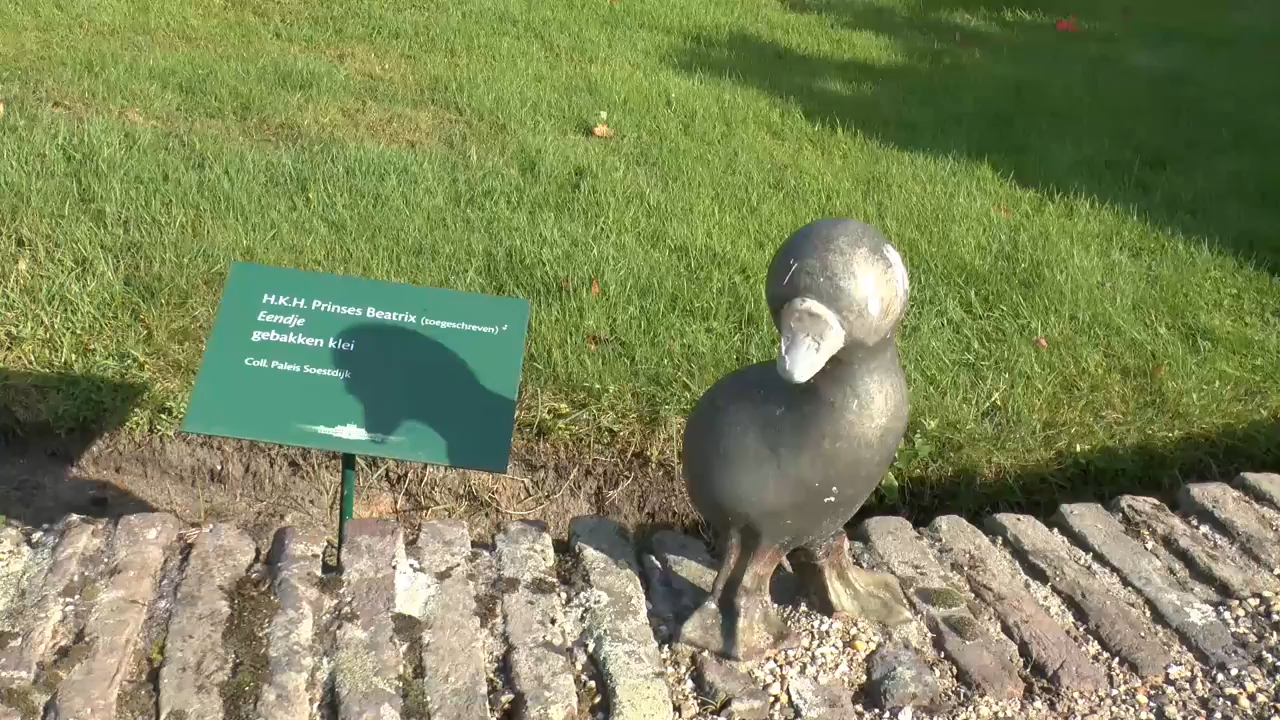 H.K.H. Prinses Beatrix (toegeschreven)
Eendje
gebakken klei
Coll. Paleis Soestdijk